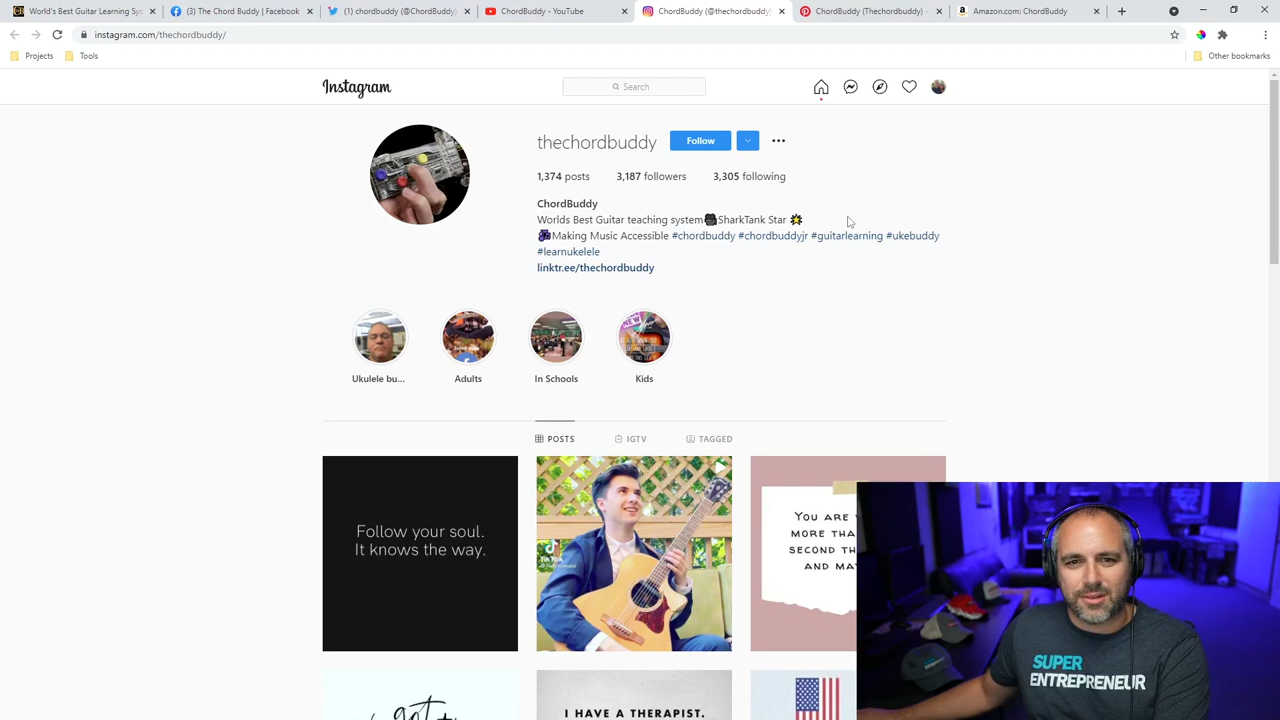 World's Best Guitar Learning Sy
(3) The Chord Buddy | Facebook
(1) chordbuddy (@ChordBuddy)
ChordBuddy - YouTube
ChordBuddy (@thechordbuddy)
ChordBuddy (Thechordbuddy) -
Amazon.com: ChordBuddy
instagram.com/thechordbuddy/
Projects
Tools
Other bookmarks
Instagram
Search
thechordbuddy
Follow
1,374 posts
3,187 followers
3,305 following
ChordBuddy
Worlds Best Guitar teaching system🎥SharkTank Star 🌟
Making Music Accessible #chordbuddy #chordbuddyjr #guitarlearning #ukebuddy
#learnukelele
linktr.ee/thechordbuddy
Ukulele bu...
Adults
In Schools
Kids
POSTS
IGTV
TAGGED
Follow your soul.
It knows the way.
TikTok
YOU ARE
MORE THA
SECOND TH
AND MAY
got
I HAVE A THERAPIST.
SUPER
ENTREPRENEUR